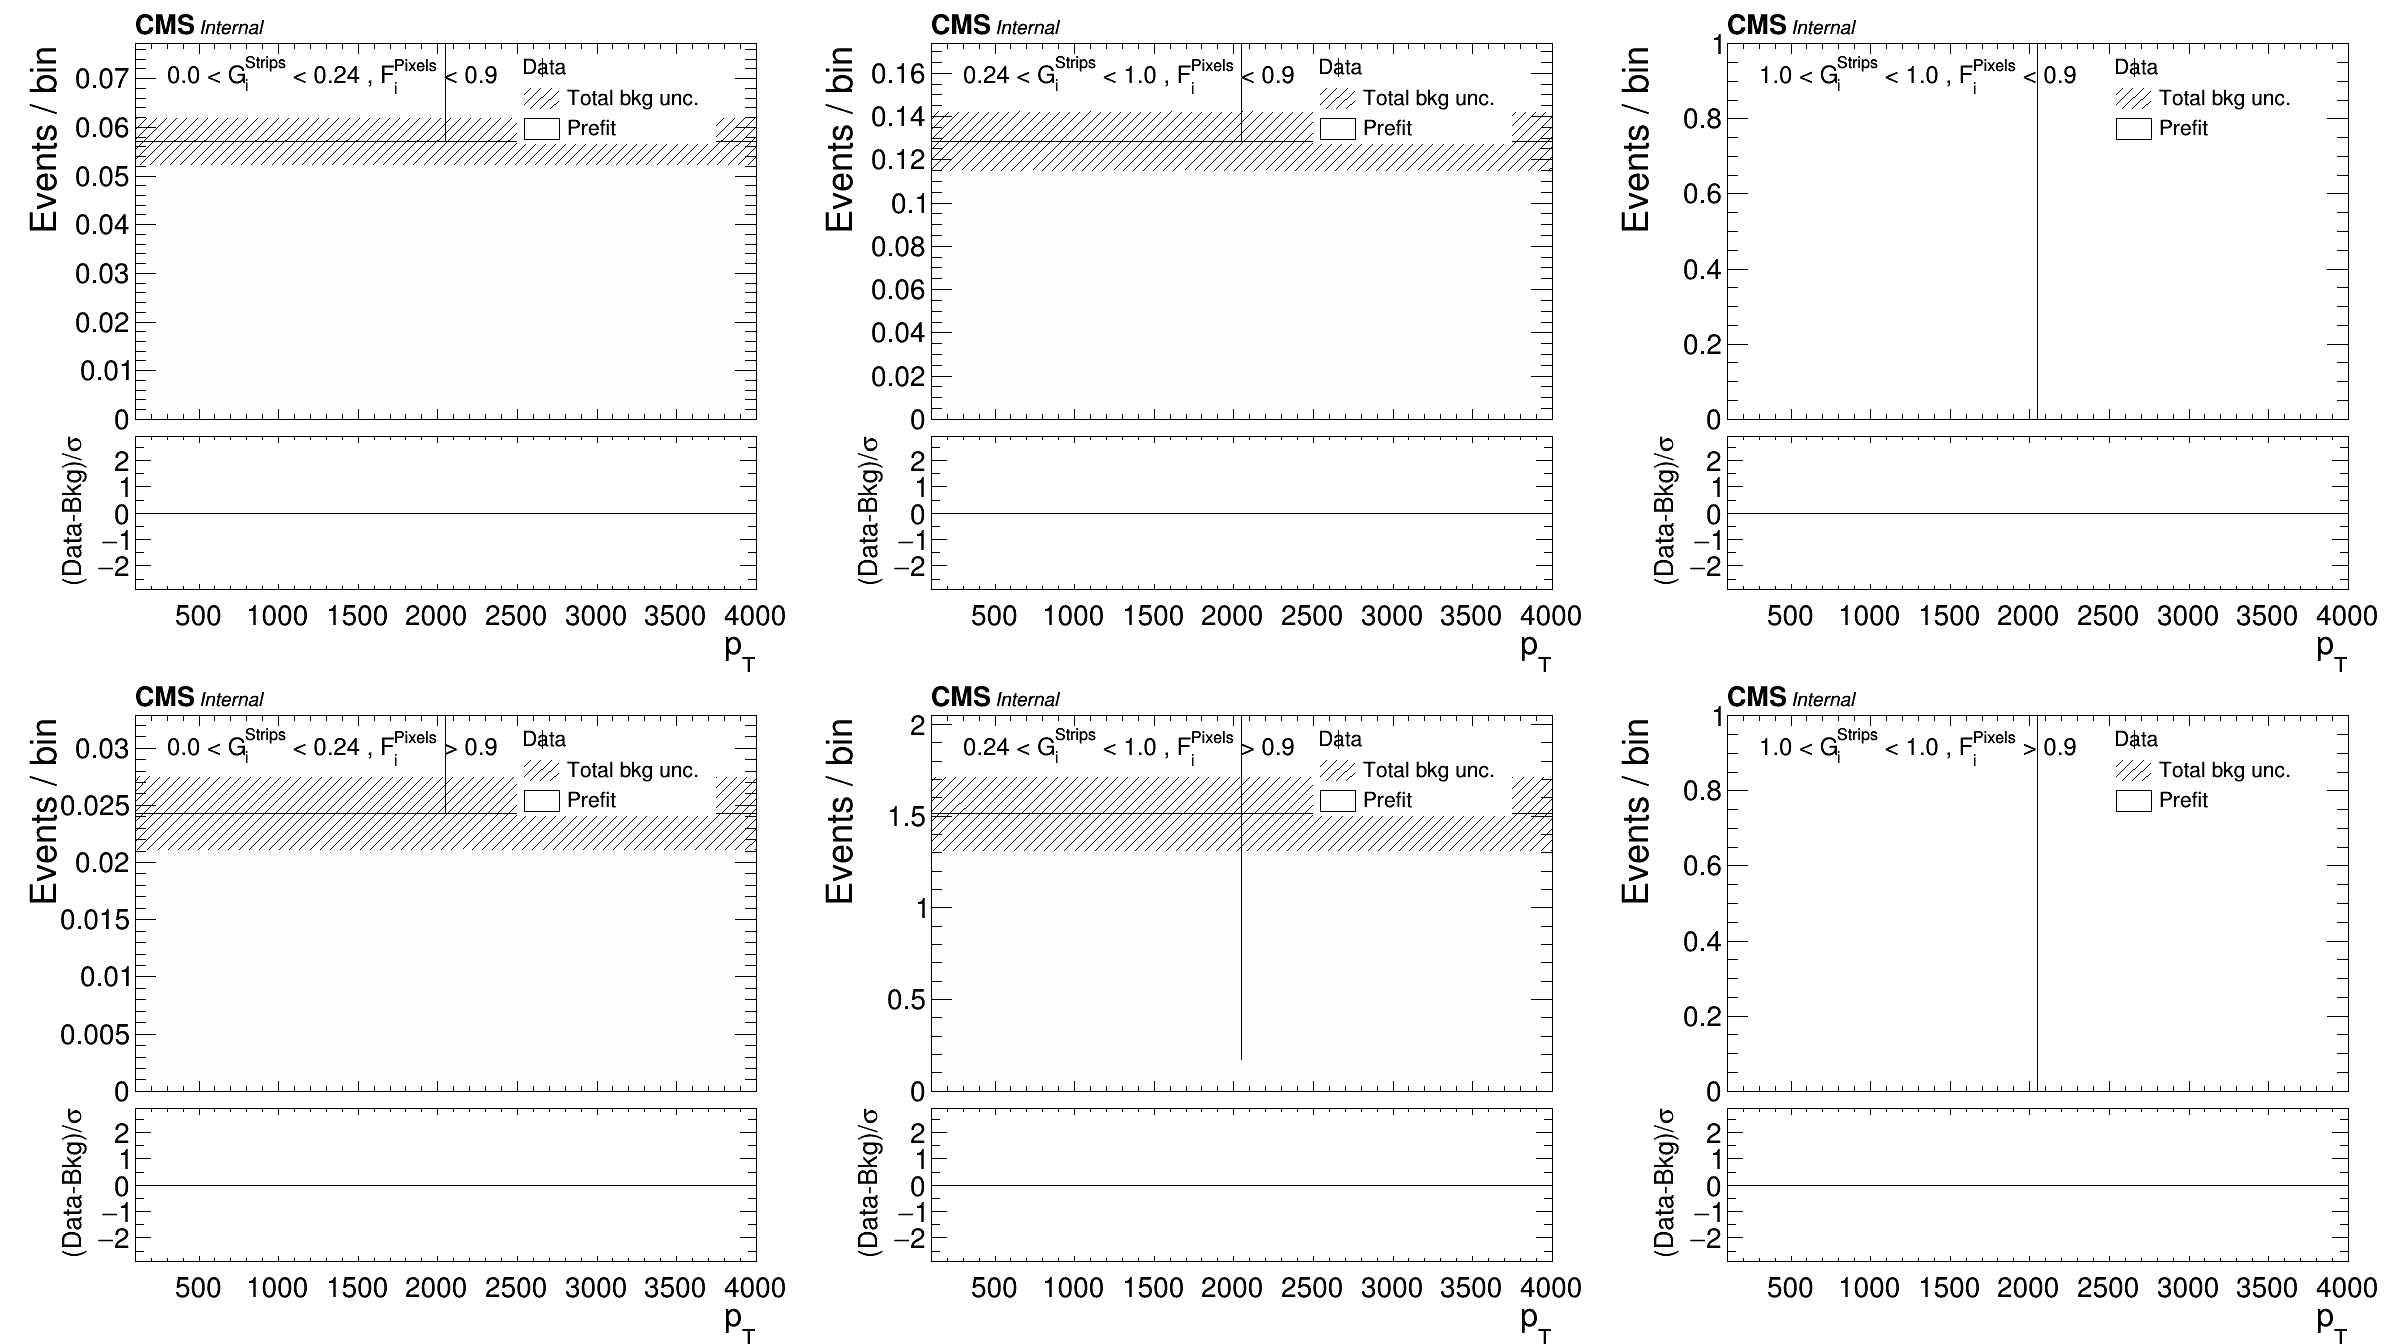 CMS Internal
Events / bin
0.0 < G_i^Strips < 0.24 , F_i^Pixels < 0.9
Data
Total bkg unc.
Prefit
0.07
0.06
0.05
0.04
0.03
0.02
0.01
0
(Data-Bkg)/σ
2
1
0
−1
−2
500 1000 1500 2000 2500 3000 3500 4000
p_T
CMS Internal
Events / bin
0.24 < G_i^Strips < 1.0 , F_i^Pixels < 0.9
Data
Total bkg unc.
Prefit
0.16
0.14
0.12
0.1
0.08
0.06
0.04
0.02
0
(Data-Bkg)/σ
2
1
0
−1
−2
500 1000 1500 2000 2500 3000 3500 4000
p_T
CMS Internal
Events / bin
1.0 < G_i^Strips < 1.0 , F_i^Pixels < 0.9
Data
Total bkg unc.
Prefit
1
0.8
0.6
0.4
0.2
0
(Data-Bkg)/σ
2
1
0
−1
−2
500 1000 1500 2000 2500 3000 3500 4000
p_T
CMS Internal
Events / bin
0.0 < G_i^Strips < 0.24 , F_i^Pixels > 0.9
Data
Total bkg unc.
Prefit
0.03
0.025
0.02
0.015
0.01
0.005
0
(Data-Bkg)/σ
2
1
0
−1
−2
500 1000 1500 2000 2500 3000 3500 4000
p_T
CMS Internal
Events / bin
0.24 < G_i^Strips < 1.0 , F_i^Pixels > 0.9
Data
Total bkg unc.
Prefit
2
1.5
1
0.5
0
(Data-Bkg)/σ
2
1
0
−1
−2
500 1000 1500 2000 2500 3000 3500 4000
p_T
CMS Internal
Events / bin
1.0 < G_i^Strips < 1.0 , F_i^Pixels > 0.9
Data
Total bkg unc.
Prefit
1
0.8
0.6
0.4
0.2
0
(Data-Bkg)/σ
2
1
0
−1
−2
500 1000 1500 2000 2500 3000 3500 4000
p_T